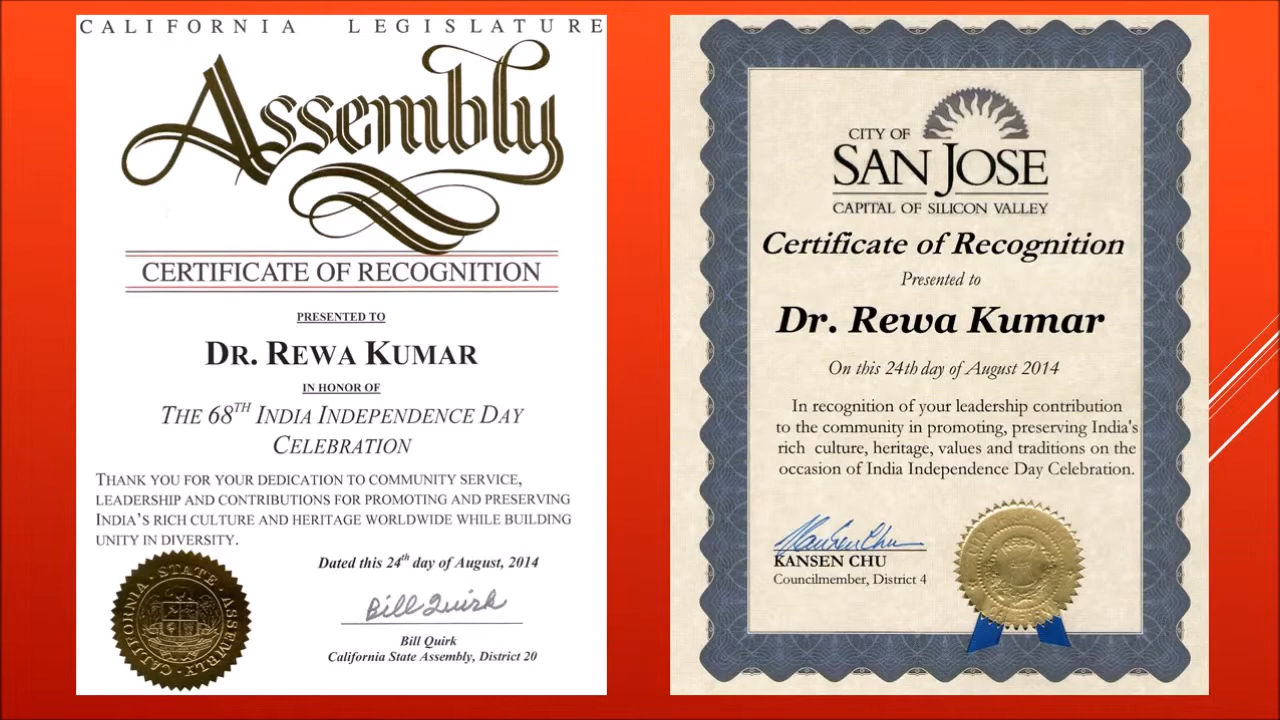 CALIFORNIA LEGISLATURE
Assembly
CERTIFICATE OF RECOGNITION
PRESENTED TO
DR. REWA KUMAR
IN HONOR OF
THE 68TH INDIA INDEPENDENCE DAY
CELEBRATION
THANK YOU FOR YOUR DEDICATION TO COMMUNITY SERVICE,
LEADERSHIP AND CONTRIBUTIONS FOR PROMOTING AND PRESERVING
INDIA'S RICH CULTURE AND HERITAGE WORLDWIDE WHILE BUILDING
UNITY IN DIVERSITY.
Dated this 24th day of August, 2014
Bill Quirk
Bill Quirk
California State Assembly, District 20
CALIFORNIA STATE ASSEMBLY
CITY OF
SAN JOSE
CAPITAL OF SILICON VALLEY
Certificate of Recognition
Presented to
Dr. Rewa Kumar
On this 24th day of August 2014
In recognition of your leadership contribution
to the community in promoting, preserving India's
rich culture, heritage, values and traditions on the
occasion of India Independence Day Celebration.
Kansen Chu
KANSEN CHU
Councilmember, District 4